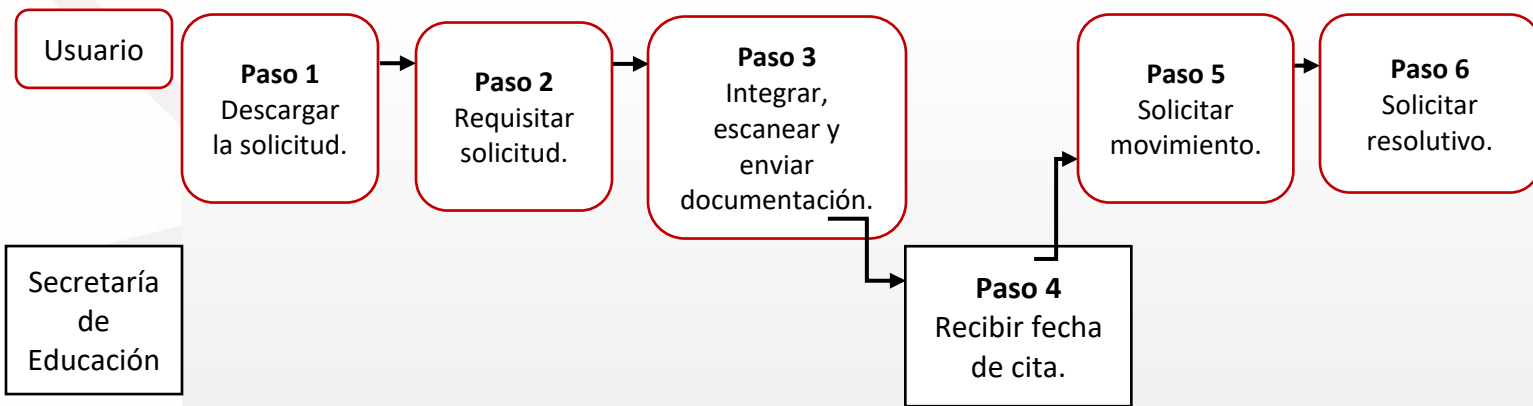 Usuario
Paso 1
Descargar
la solicitud.
Paso 2
Requisitar
solicitud.
Paso 3
Integrar,
escanear y
enviar
documentación.
Paso 5
Solicitar
movimiento.
Paso 6
Solicitar
resolutivo.
Secretaría
de
Educación
Paso 4
Recibir fecha
de cita.